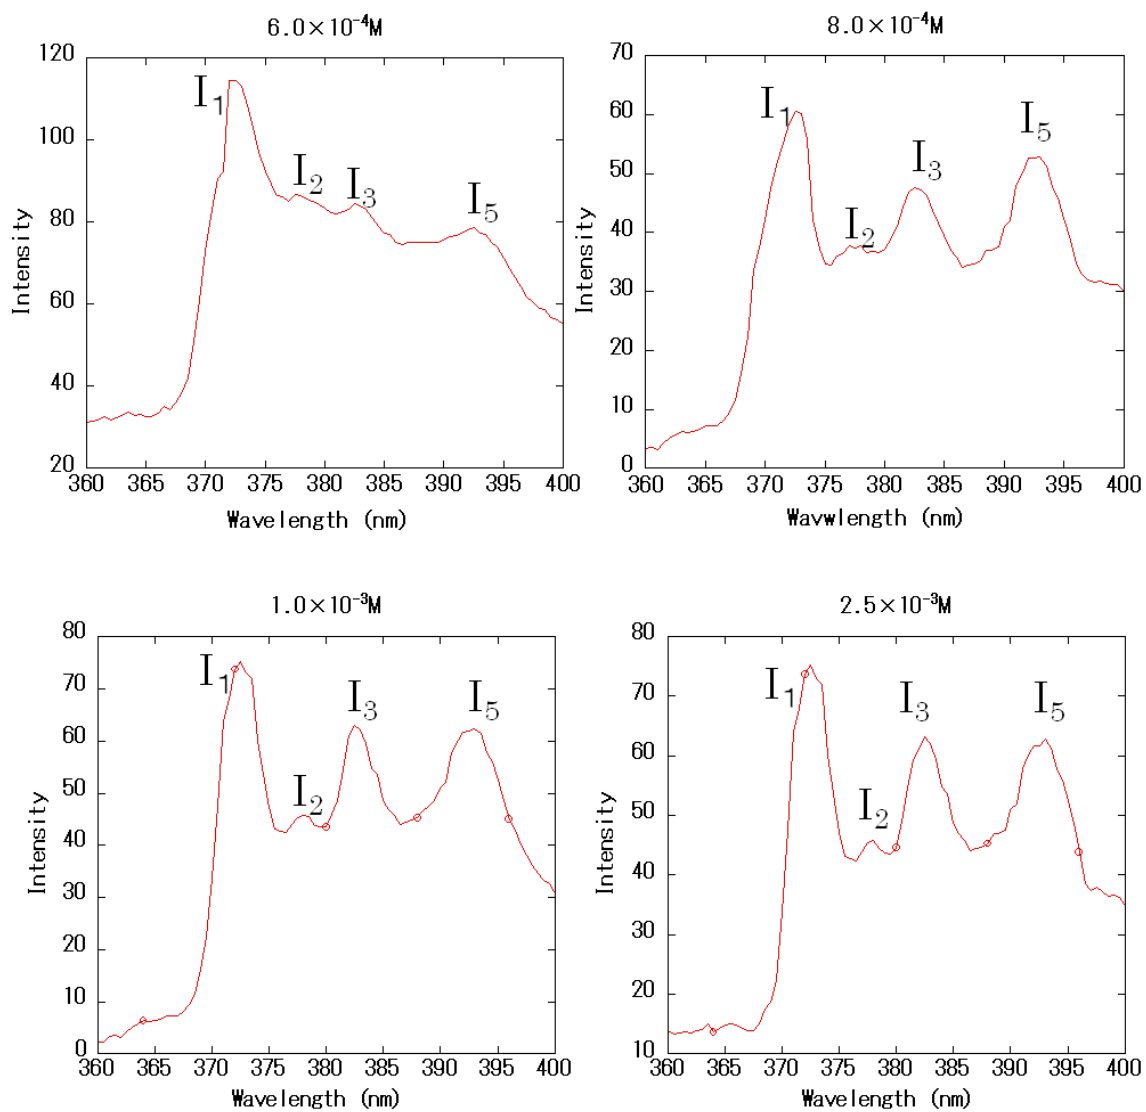 6.0×10⁻⁴M
120
100
80
60
40
20
Intensity
I₁
I₂
I₃
I₅
360 365 370 375 380 385 390 395 400
Wavelength (nm)
8.0×10⁻⁴M
70
60
50
40
30
20
10
0
Intensity
I₁
I₂
I₃
I₅
360 365 370 375 380 385 390 395 400
Wavwlength (nm)
1.0×10⁻³M
80
70
60
50
40
30
20
10
0
Intensity
I₁
I₂
I₃
I₅
360 365 370 375 380 385 390 395 400
Wavelength (nm)
2.5×10⁻³M
80
70
60
50
40
30
20
10
Intensity
I₁
I₂
I₃
I₅
360 365 370 375 380 385 390 395 400
Wavelength (nm)